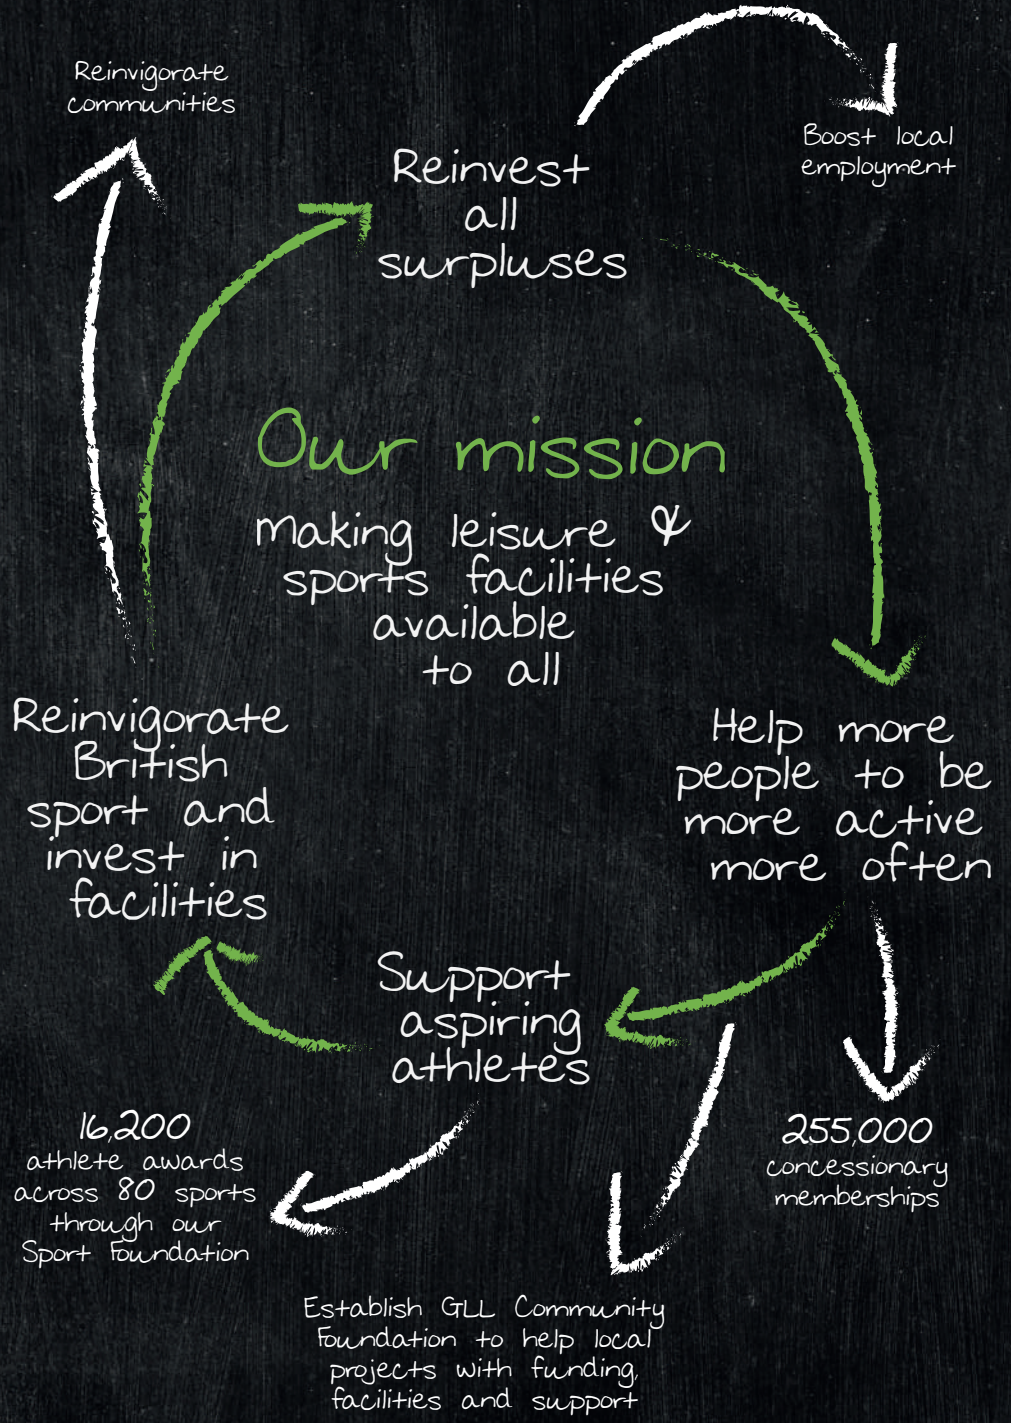 Reinvigorate
communities
Boost local
employment
Reinvest
all
surpluses
Our mission
Making leisure &
sports facilities
available
to all
Reinvigorate
British
sport and
invest in
facilities
Help more
people to be
more active
more often
Support
aspiring
athletes
16,200
athlete awards
across 80 sports
through our
Sport Foundation
255,000
concessionary
memberships
Establish GLL Community
Foundation to help local
projects with funding,
facilities and support